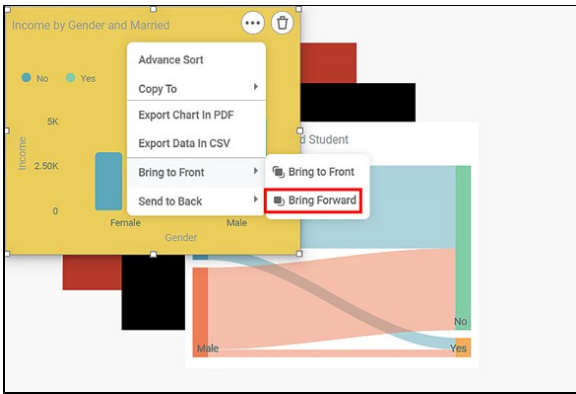 Income by Gender and Married
No Yes
5K
2.50K
0
Income
Female
Male
Gender
Advance Sort
Copy To
Export Chart In PDF
Export Data In CSV
Bring to Front
Send to Back
Bring to Front
Bring Forward
d Student
Male
No
Yes